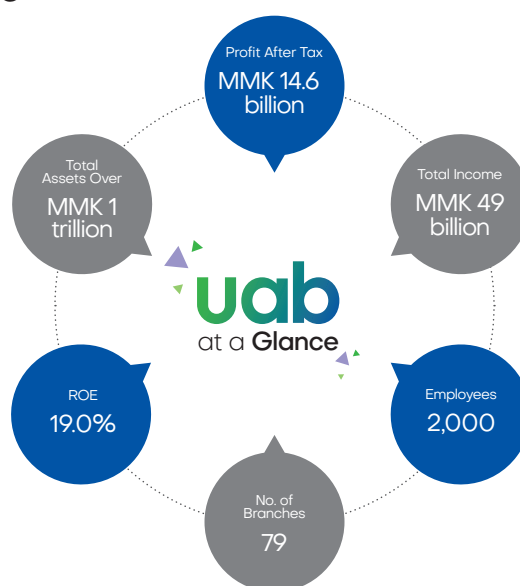 Profit After Tax
MMK 14.6
billion
Total
Assets Over
MMK 1
trillion
Total Income
MMK 49
billion
uab
at a Glance
ROE
19.0%
Employees
2,000
No. of
Branches
79